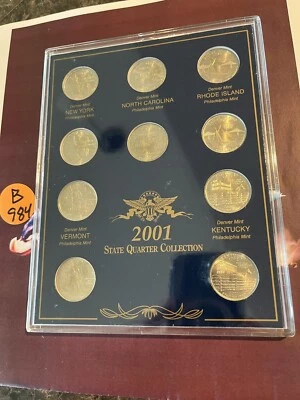 Denver Mint
NEW YORK
Philadelphia Mint
Denver Mint
NORTH CAROLINA
Philadelphia Mint
Denver Mint
RHODE ISLAND
Philadelphia Mint
B
984
Denver Mint
VERMONT
Philadelphia Mint
Denver Mint
KENTUCKY
Philadelphia Mint
2001
STATE QUARTER COLLECTION